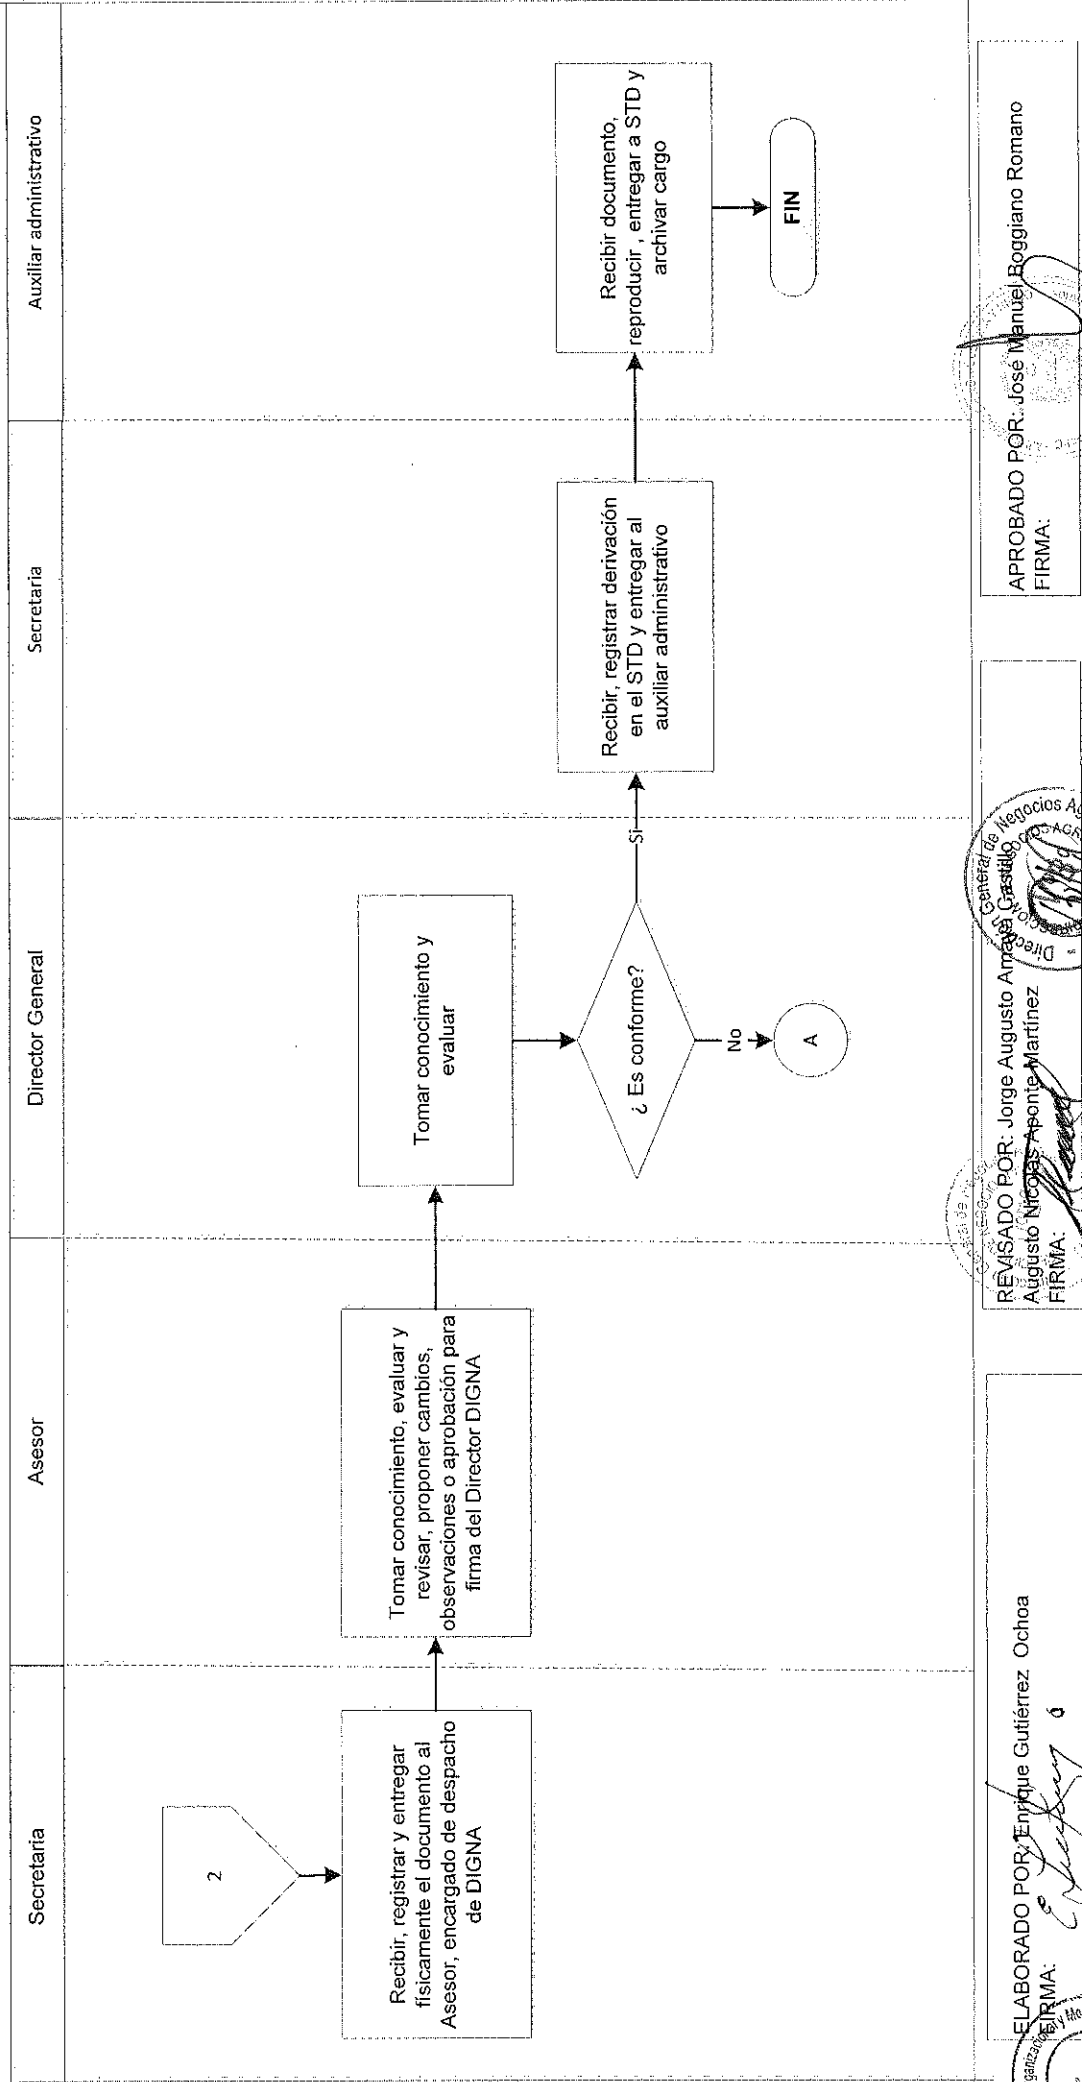 Secretaria
Asesor
Director General
Secretaria
Auxiliar administrativo
2
Recibir, registrar y entregar
físicamente el documento al
Asesor, encargado de despacho
de DIGNA
Tomar conocimiento, evaluar y
revisar, proponer cambios,
observaciones o aprobación para
firma del Director DIGNA
Tomar conocimiento y
evaluar
¿ Es conforme?
No
A
Si
Recibir, registrar derivación
en el STD y entregar al
auxiliar administrativo
Recibir documento,
reproducir , entregar a STD y
archivar cargo
FIN
ELABORADO POR: Enrique Gutiérrez Ochoa
FIRMA:
REVISADO POR: Jorge Augusto Amaya Castillo
Augusto Nicolás Aponte Martínez
FIRMA:
General de Negocios
APROBADO POR: José Manuel Boggiano Romano
FIRMA: